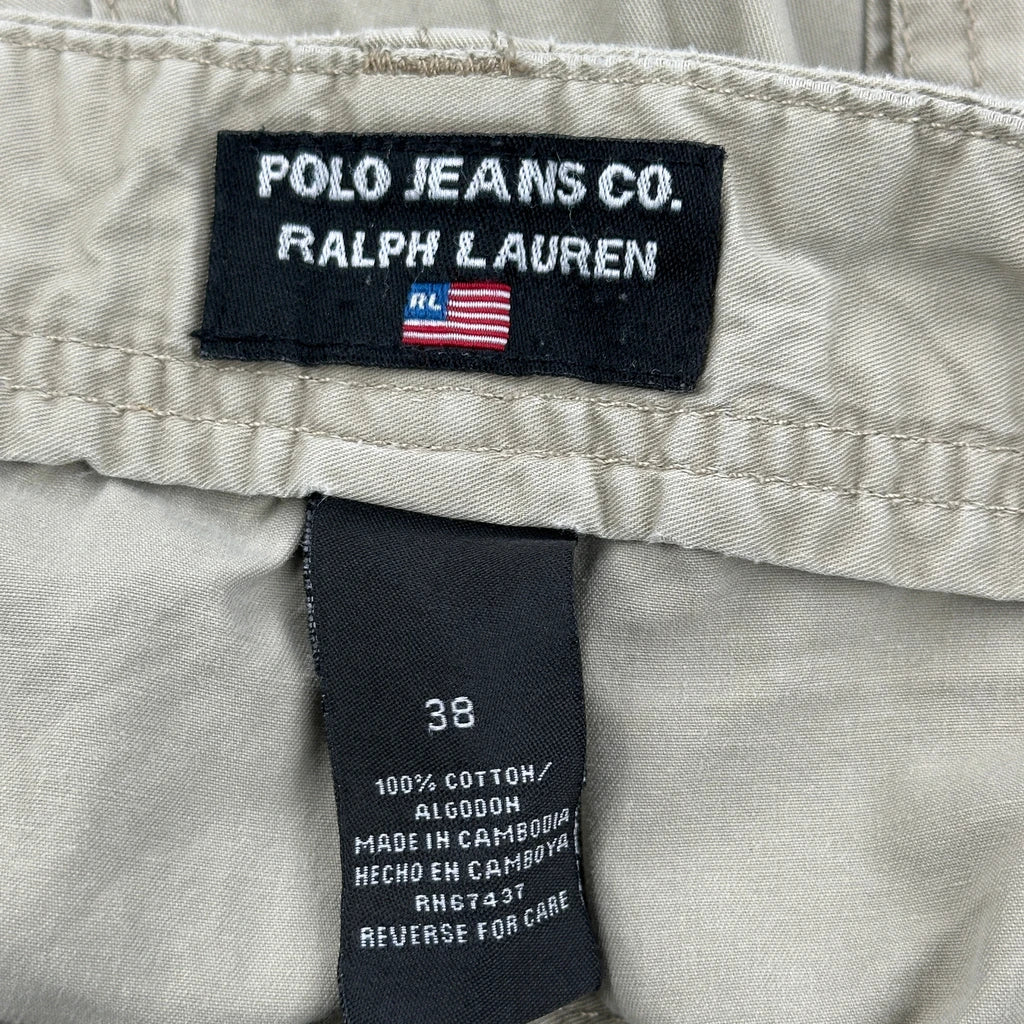 POLO JEANS CO.
RALPH LAUREN
RL
38
100% COTTON/
ALGODON
MADE IN CAMBODIA
HECHO EN CAMBOYA
RN67437
REVERSE FOR CARE